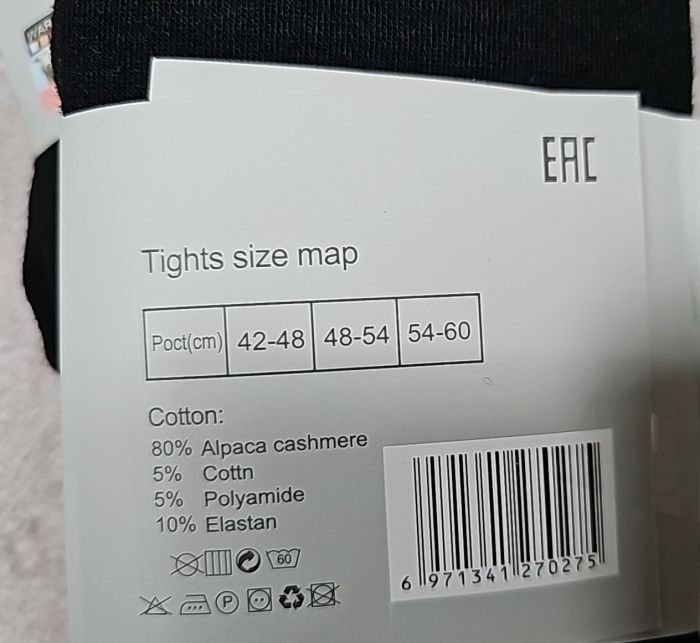 EAC
Tights size map
Poct(cm) 42-48 48-54 54-60
Cotton:
80% Alpaca cashmere
5% Cottn
5% Polyamide
10% Elastan
60
P
6 971341 270275